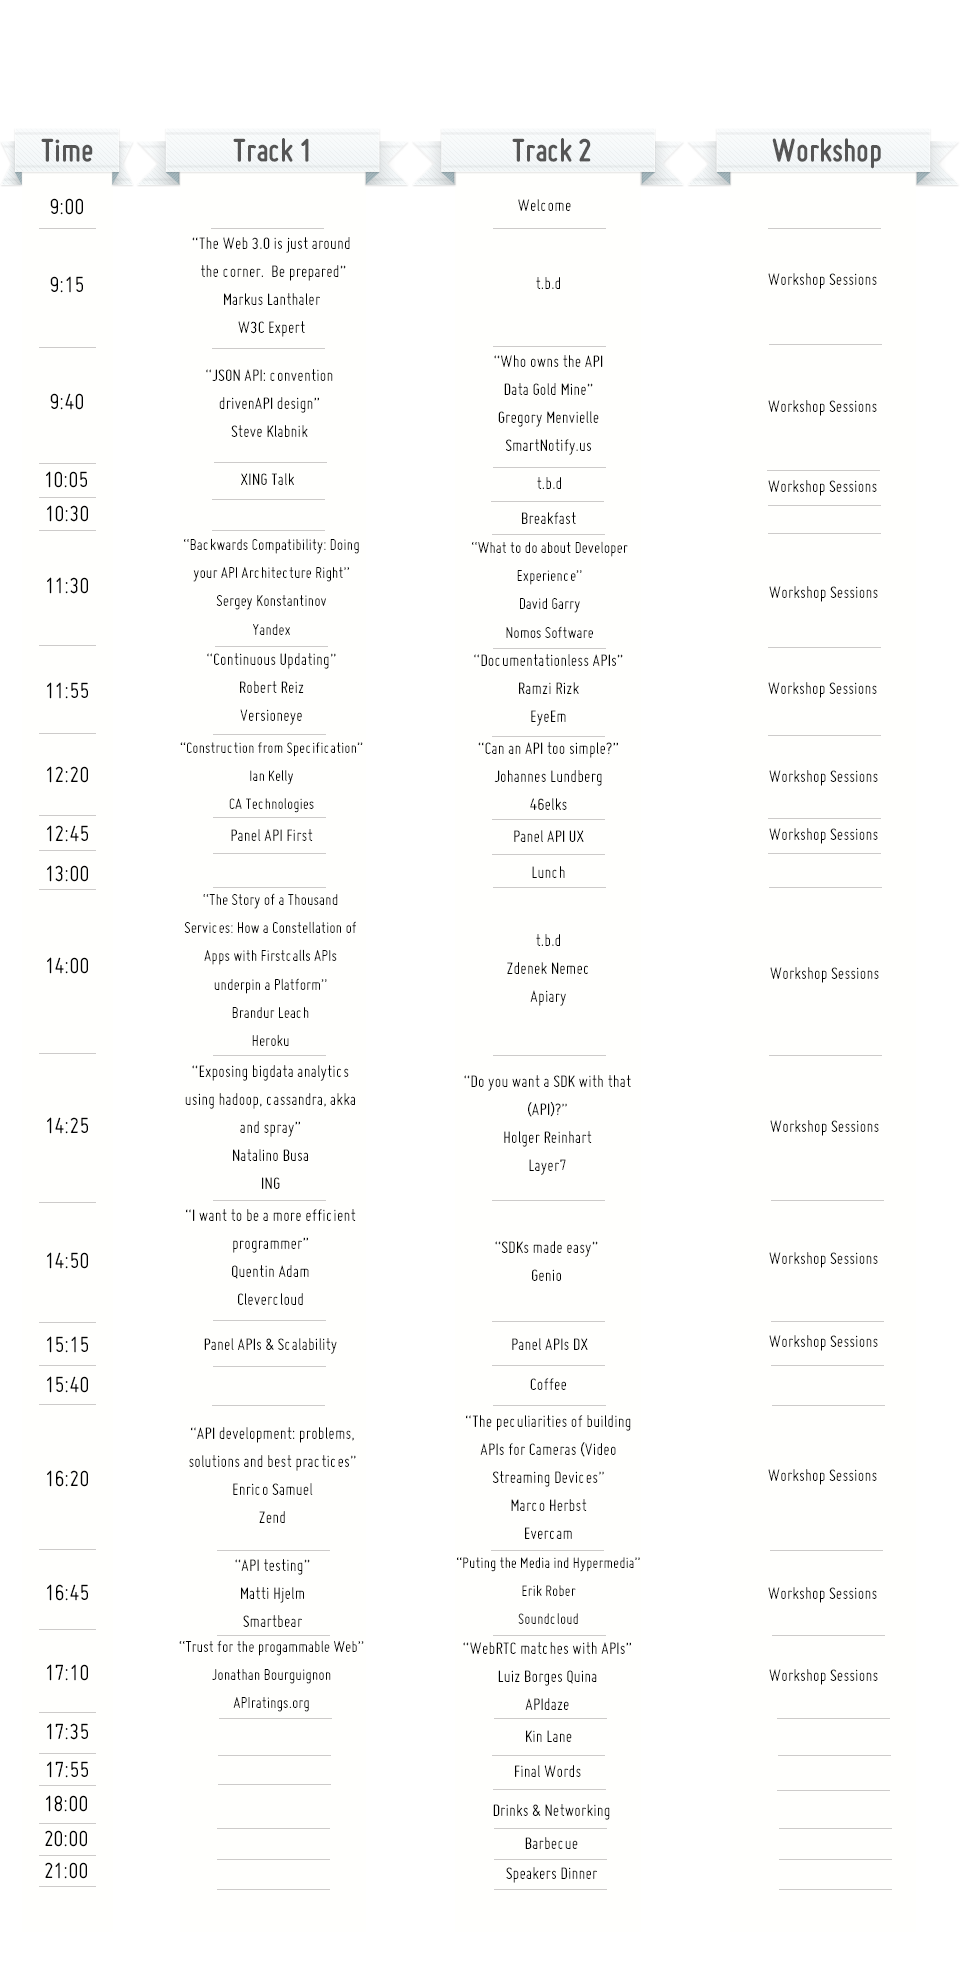 Time
Track 1
Track 2
Workshop
9:00
Welcome
9:15
“The Web 3.0 is just around
the corner. Be prepared”
Markus Lanthaler
W3C Expert
t.b.d
Workshop Sessions
9:40
“JSON API: convention
drivenAPI design”
Steve Klabnik
“Who owns the API
Data Gold Mine”
Gregory Menvielle
SmartNotify.us
Workshop Sessions
10:05
XING Talk
t.b.d
Workshop Sessions
10:30
Breakfast
11:30
“Backwards Compatibility: Doing
your API Architecture Right”
Sergey Konstantinov
Yandex
“What to do about Developer
Experience”
David Garry
Nomos Software
Workshop Sessions
11:55
“Continuous Updating”
Robert Reiz
Versioneye
“Documentationless APIs”
Ramzi Rizk
EyeEm
Workshop Sessions
12:20
“Construction from Specification”
Ian Kelly
CA Technologies
“Can an API too simple?”
Johannes Lundberg
46elks
Workshop Sessions
12:45
Panel API First
Panel API UX
Workshop Sessions
13:00
Lunch
14:00
“The Story of a Thousand
Services: How a Constellation of
Apps with Firstcalls APIs
underpin a Platform”
Brandur Leach
Heroku
t.b.d
Zdenek Nemec
Apiary
Workshop Sessions
14:25
“Exposing bigdata analytics
using hadoop, cassandra, akka
and spray”
Natalino Busa
ING
“Do you want a SDK with that
(API)?”
Holger Reinhart
Layer7
Workshop Sessions
14:50
“I want to be a more efficient
programmer”
Quentin Adam
Clevercloud
“SDKs made easy”
Genio
Workshop Sessions
15:15
Panel APIs & Scalability
Panel APIs DX
Workshop Sessions
15:40
Coffee
16:20
“API development: problems,
solutions and best practices”
Enrico Samuel
Zend
“The peculiarities of building
APIs for Cameras (Video
Streaming Devices”
Marco Herbst
Evercam
Workshop Sessions
16:45
“API testing”
Matti Hjelm
Smartbear
“Puting the Media ind Hypermedia”
Erik Rober
Soundcloud
Workshop Sessions
17:10
“Trust for the progammable Web”
Jonathan Bourguignon
APIratings.org
“WebRTC matches with APIs”
Luiz Borges Quina
APIdaze
Workshop Sessions
17:35
Kin Lane
17:55
Final Words
18:00
Drinks & Networking
20:00
Barbecue
21:00
Speakers Dinner